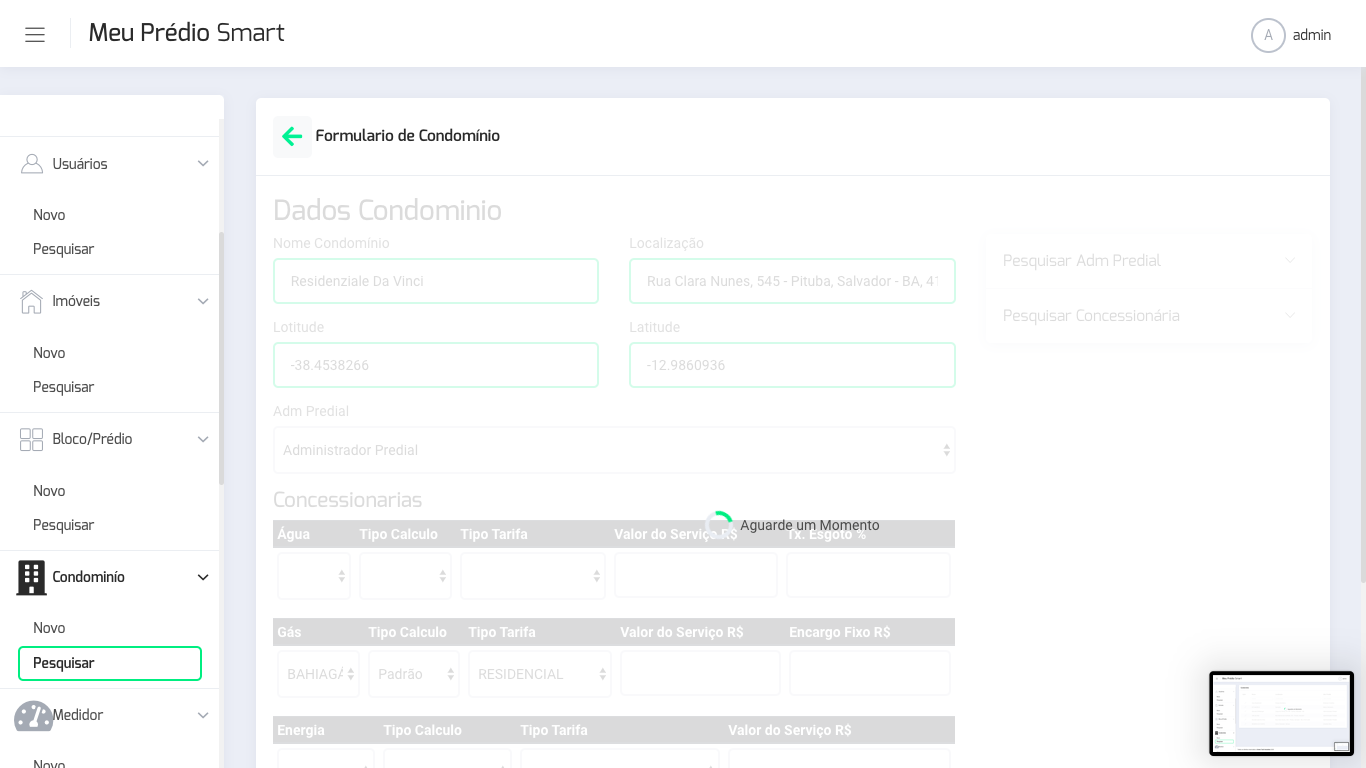 Meu Prédio Smart
A admin
Usuários
Novo
Pesquisar
Imóveis
Novo
Pesquisar
Bloco/Prédio
Novo
Pesquisar
Condominío
Novo
Pesquisar
Medidor
Novo
Formulario de Condomínio
Dados Condominio
Nome Condomínio Localização
Residenziale Da Vinci Rua Clara Nunes, 545 - Pituba, Salvador - BA, 4
Lotitude Latitude
-38.4538266 -12.9860936
Adm Predial
Administrador Predial
Pesquisar Adm Predial
Pesquisar Concessionária
Concessionarias
Aguarde um Momento
Água Tipo Calculo Tipo Tarifa Valor do Serviço R$ Tx. Esgoto %
Gás Tipo Calculo Tipo Tarifa Valor do Serviço R$ Encargo Fixo R$
BAHIAGÁ Padrão RESIDENCIAL
Energia Tipo Calculo Tipo Tarifa Valor do Serviço R$